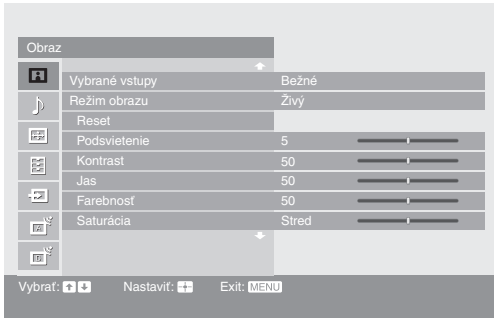 Obraz
Vybrané vstupy Bežné
Režim obrazu Živý
Reset
Podsvietenie 5
Kontrast 50
Jas 50
Farebnosť 50
Saturácia Stred
Vybrať: Nastaviť: Exit: MENU